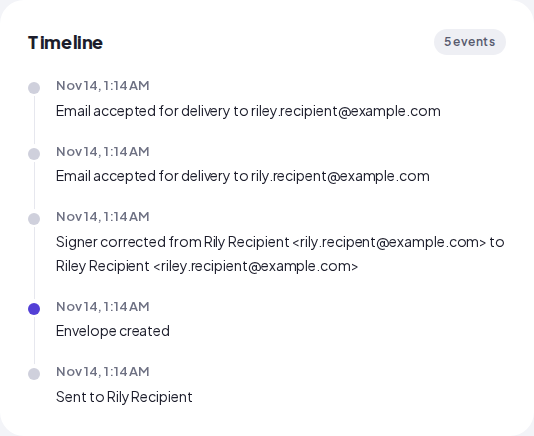 Timeline
5 events
Nov 14, 1:14 AM
Email accepted for delivery to riley.recipient@example.com
Nov 14, 1:14 AM
Email accepted for delivery to rily.recipent@example.com
Nov 14, 1:14 AM
Signer corrected from Rily Recipient <rily.recipent@example.com> to
Riley Recipient <riley.recipient@example.com>
Nov 14, 1:14 AM
Envelope created
Nov 14, 1:14 AM
Sent to Rily Recipient